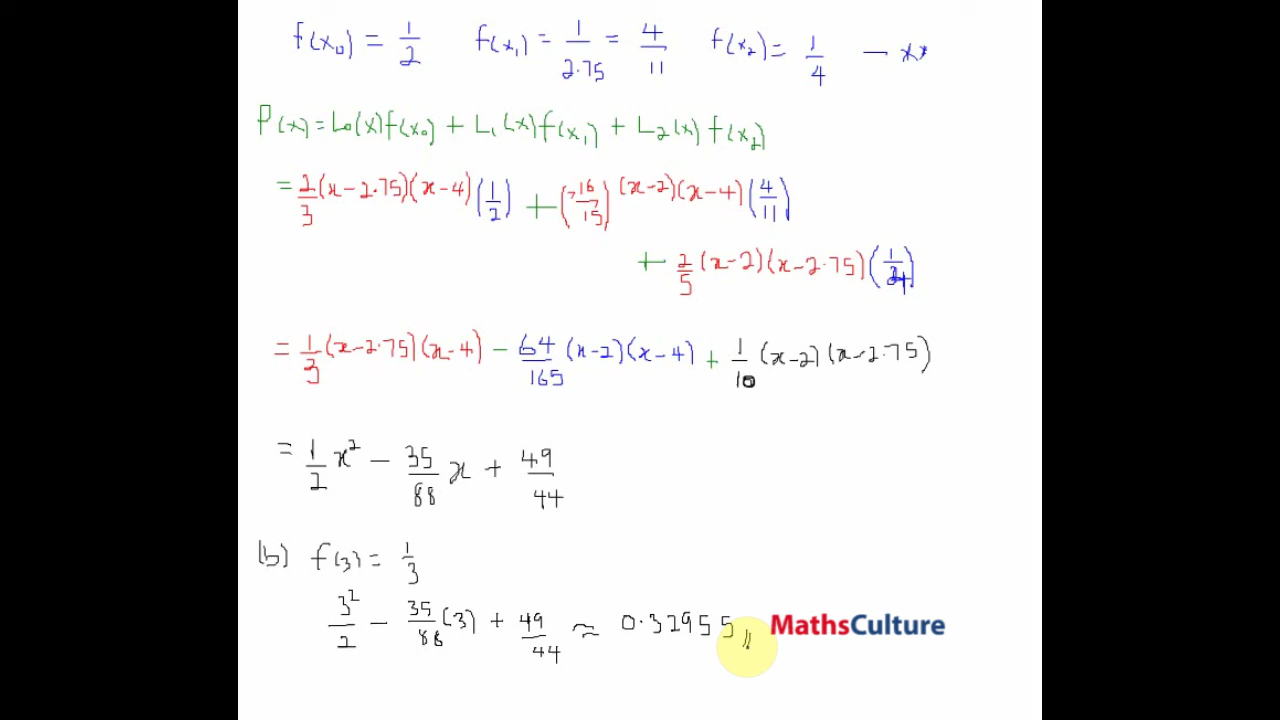 f(x₀) = 1/2 f(x₁) = 1/2.75 = 4/11 f(x₂) = 1/4 — **
P(x) = L₀(x)f(x₀) + L₁(x)f(x₁) + L₂(x)f(x₂)
= 2/3 (x-2.75)(x-4)(1/2) + (-16/15)(x-2)(x-4)(4/11)
+ 2/5 (x-2)(x-2.75)(1/4)
= 1/3 (x-2.75)(x-4) - 64/165 (x-2)(x-4) + 1/10 (x-2)(x-2.75)
= 1/2 x² - 35/88 x + 49/44
(b) f(3) = 1/3
3²/2 - 35/88 (3) + 49/44 ≈ 0.32955,,
MathsCulture